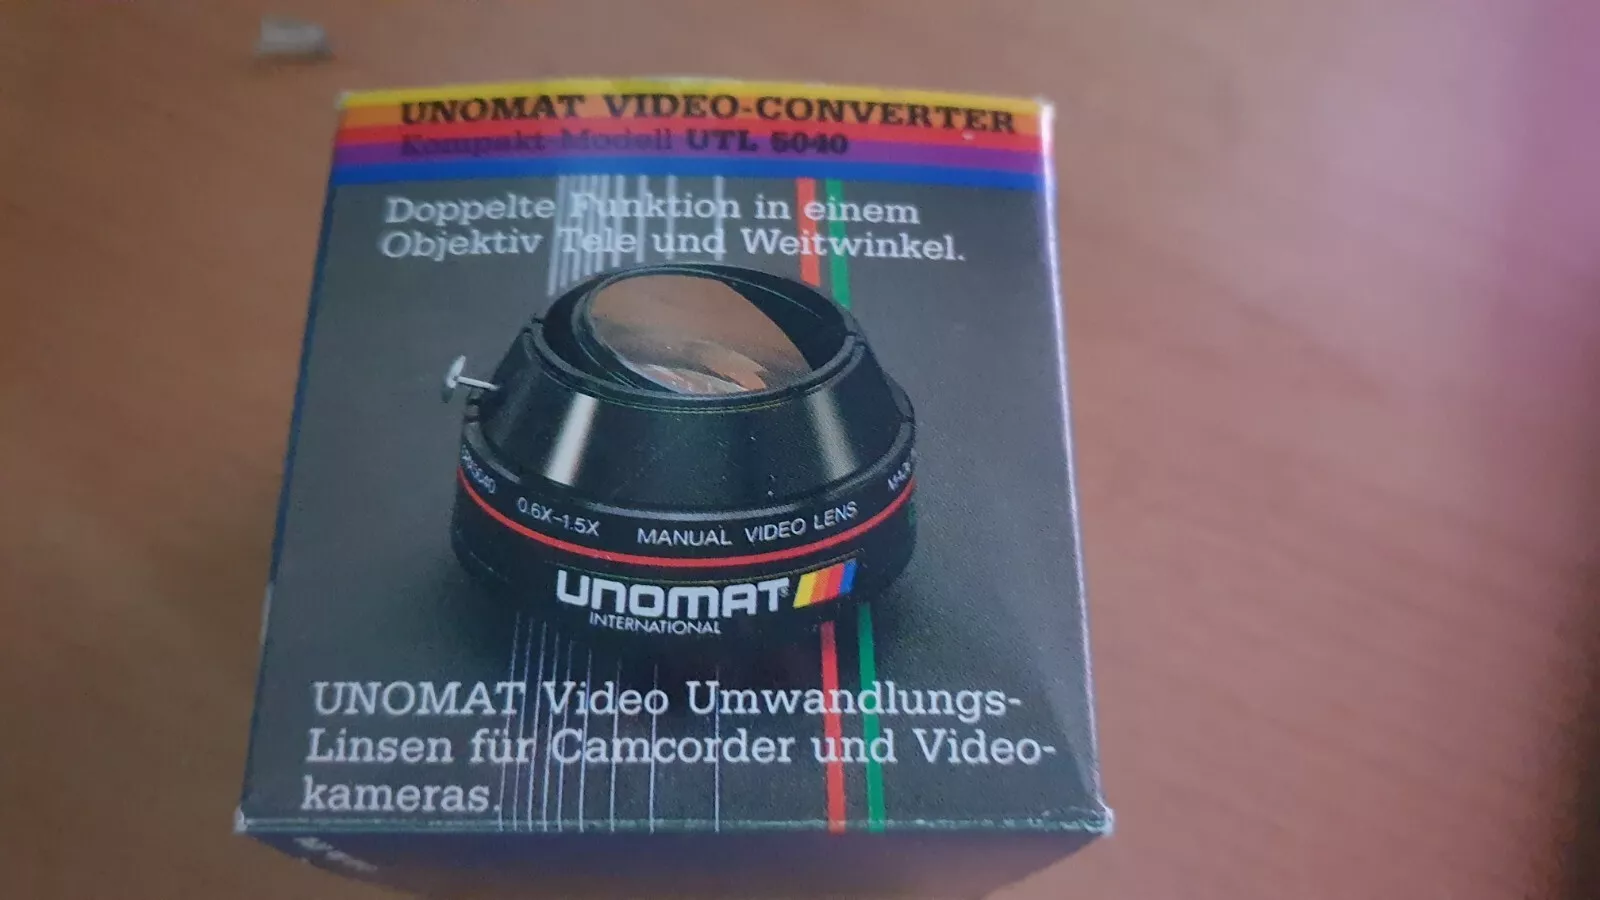 UNOMAT VIDEO-CONVERTER
Kompakt-Modell UTL 5040
Doppelte Funktion in einem
Objektiv Tele und Weitwinkel.
0.6X-1.5X MANUAL VIDEO LENS
UNOMAT®
INTERNATIONAL
UNOMAT Video Umwandlungs-
Linsen für Camcorder und Video-
kameras.